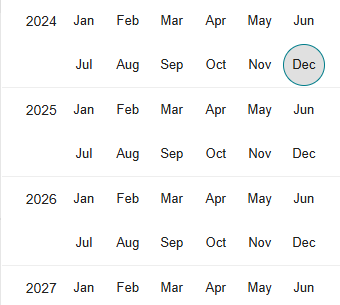 2024 Jan Feb Mar Apr May Jun
Jul Aug Sep Oct Nov Dec
2025 Jan Feb Mar Apr May Jun
Jul Aug Sep Oct Nov Dec
2026 Jan Feb Mar Apr May Jun
Jul Aug Sep Oct Nov Dec
2027 Jan Feb Mar Apr May Jun